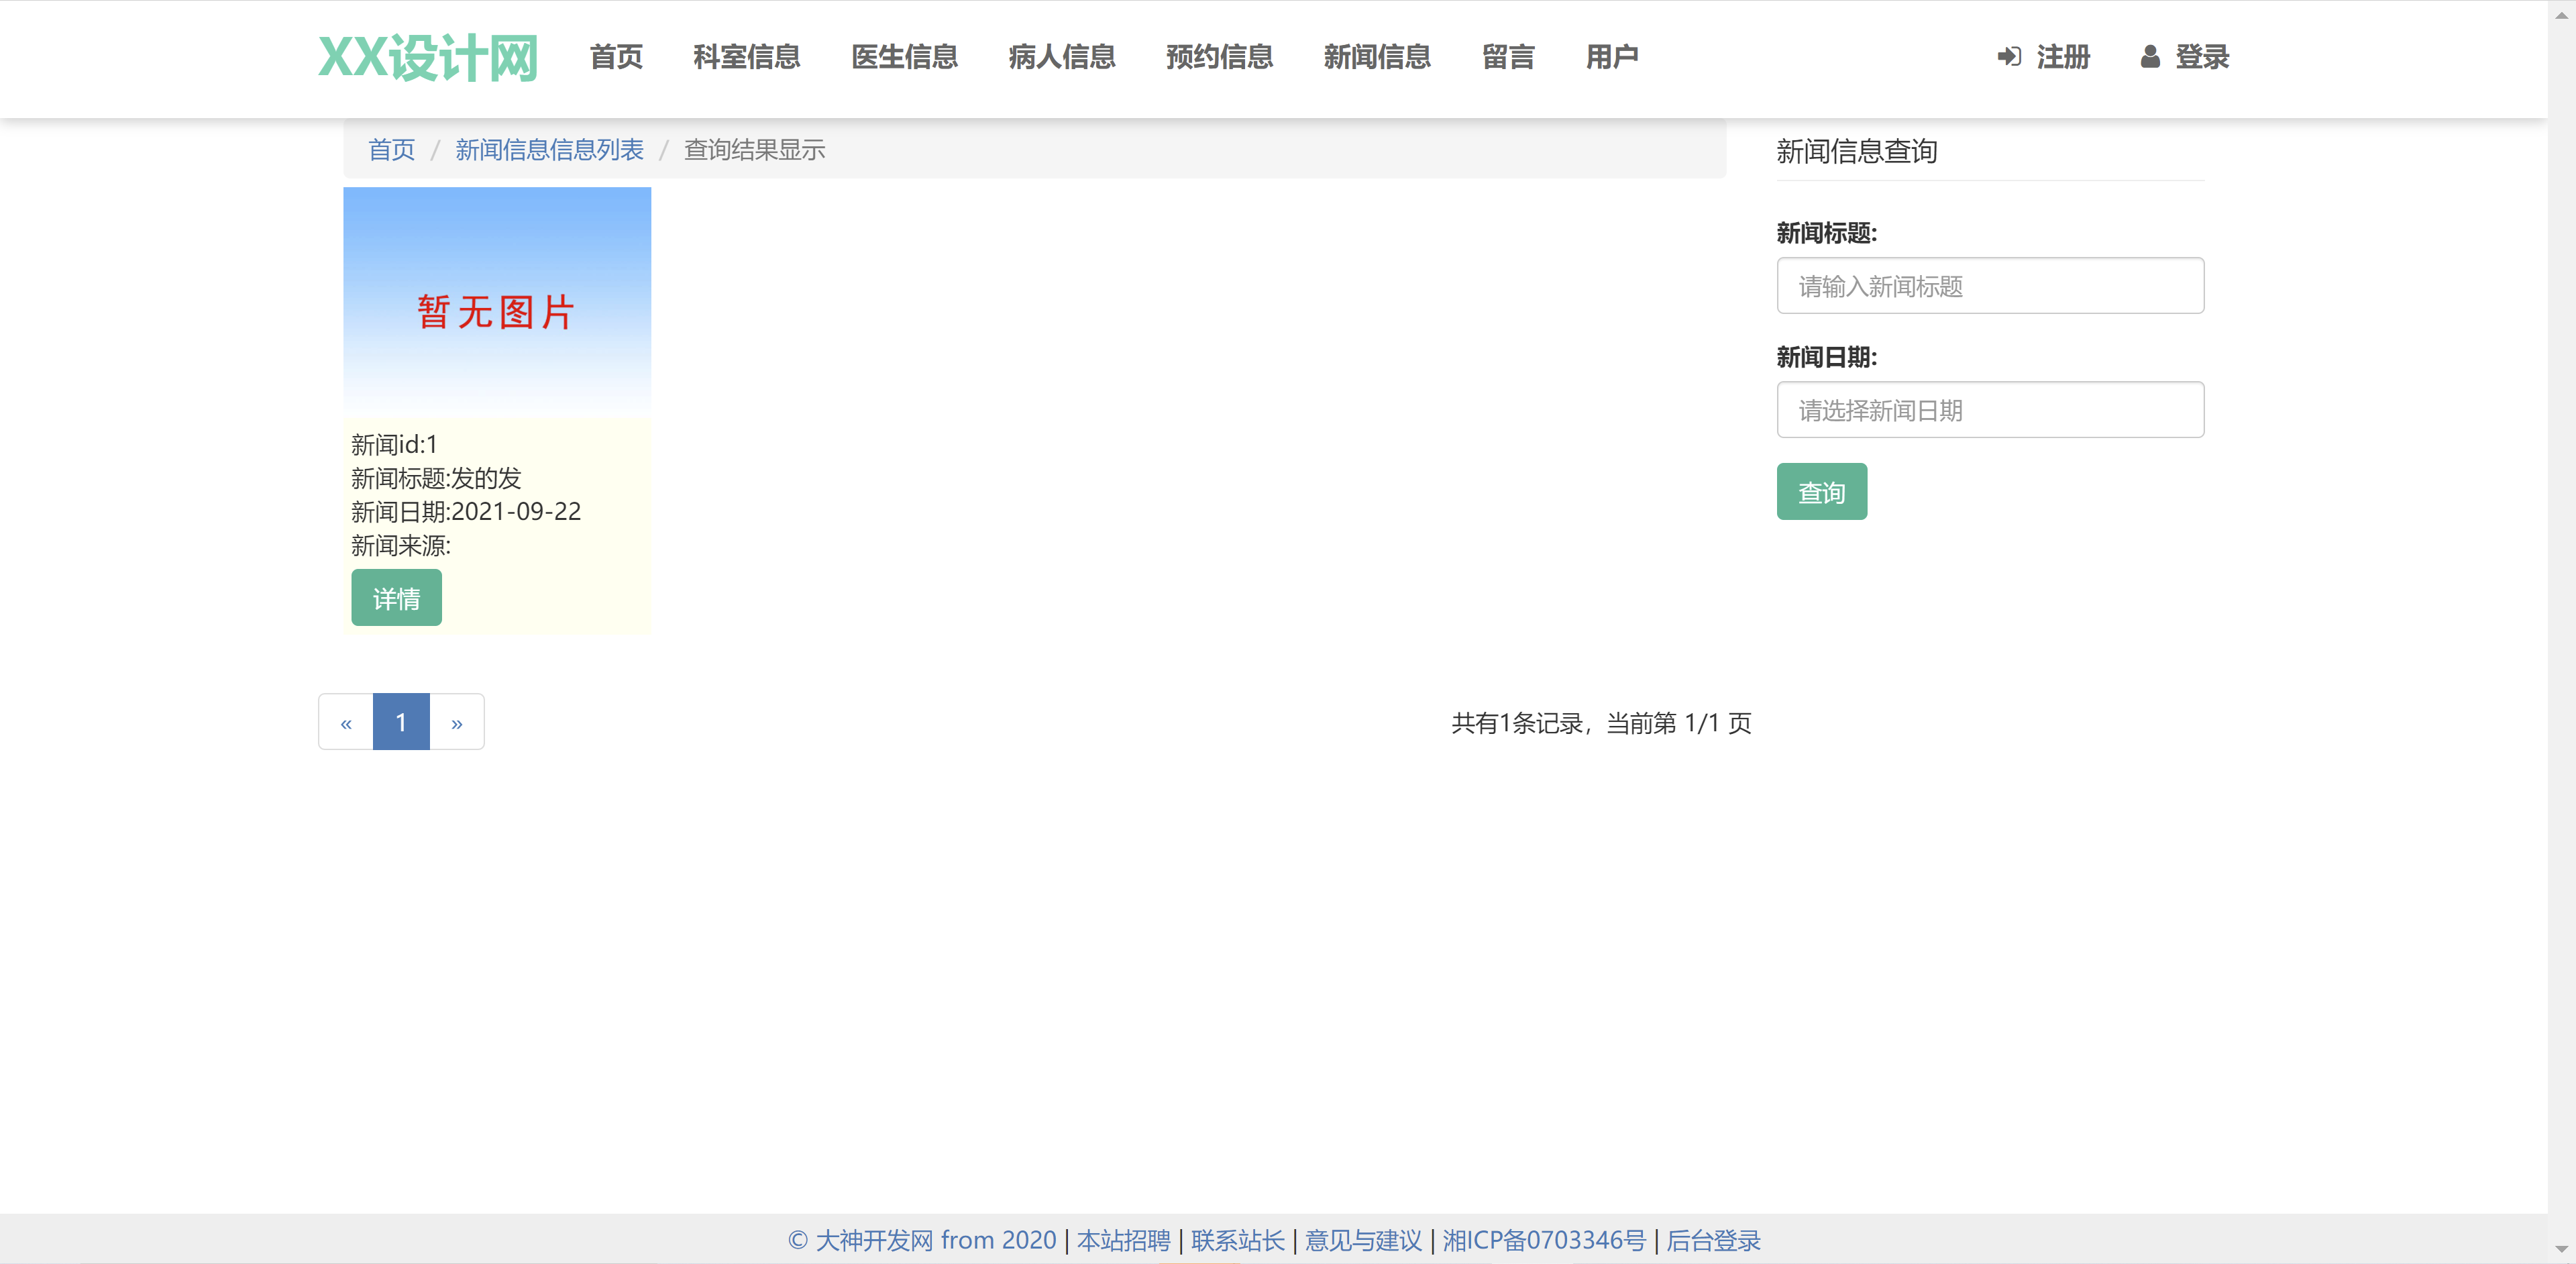 XX设计网 首页 科室信息 医生信息 病人信息 预约信息 新闻信息 留言 用户 注册 登录
首页 / 新闻信息信息列表 / 查询结果显示
暂无图片
新闻id:1
新闻标题:发的发
新闻日期:2021-09-22
新闻来源:
详情
« 1 »
共有1条记录，当前第 1/1 页
新闻信息查询
新闻标题:
请输入新闻标题
新闻日期:
请选择新闻日期
查询
© 大神开发网 from 2020 | 本站招聘 | 联系站长 | 意见与建议 | 湘ICP备0703346号 | 后台登录